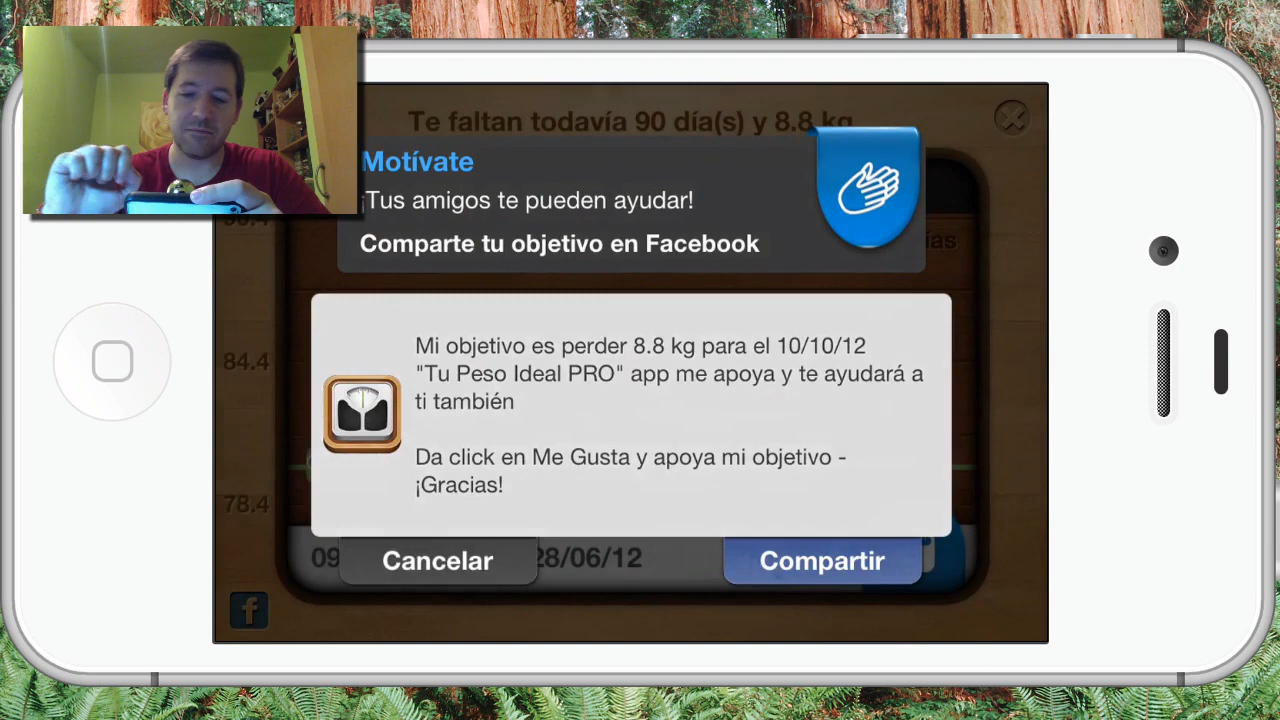 Te faltan todavía 90 día(s) y 8.8 kg
Motívate
¡Tus amigos te pueden ayudar!
Comparte tu objetivo en Facebook
84.4
Mi objetivo es perder 8.8 kg para el 10/10/12
"Tu Peso Ideal PRO" app me apoya y te ayudará a
ti también
Da click en Me Gusta y apoya mi objetivo -
¡Gracias!
78.4
09
28/06/12
Cancelar
Compartir
f